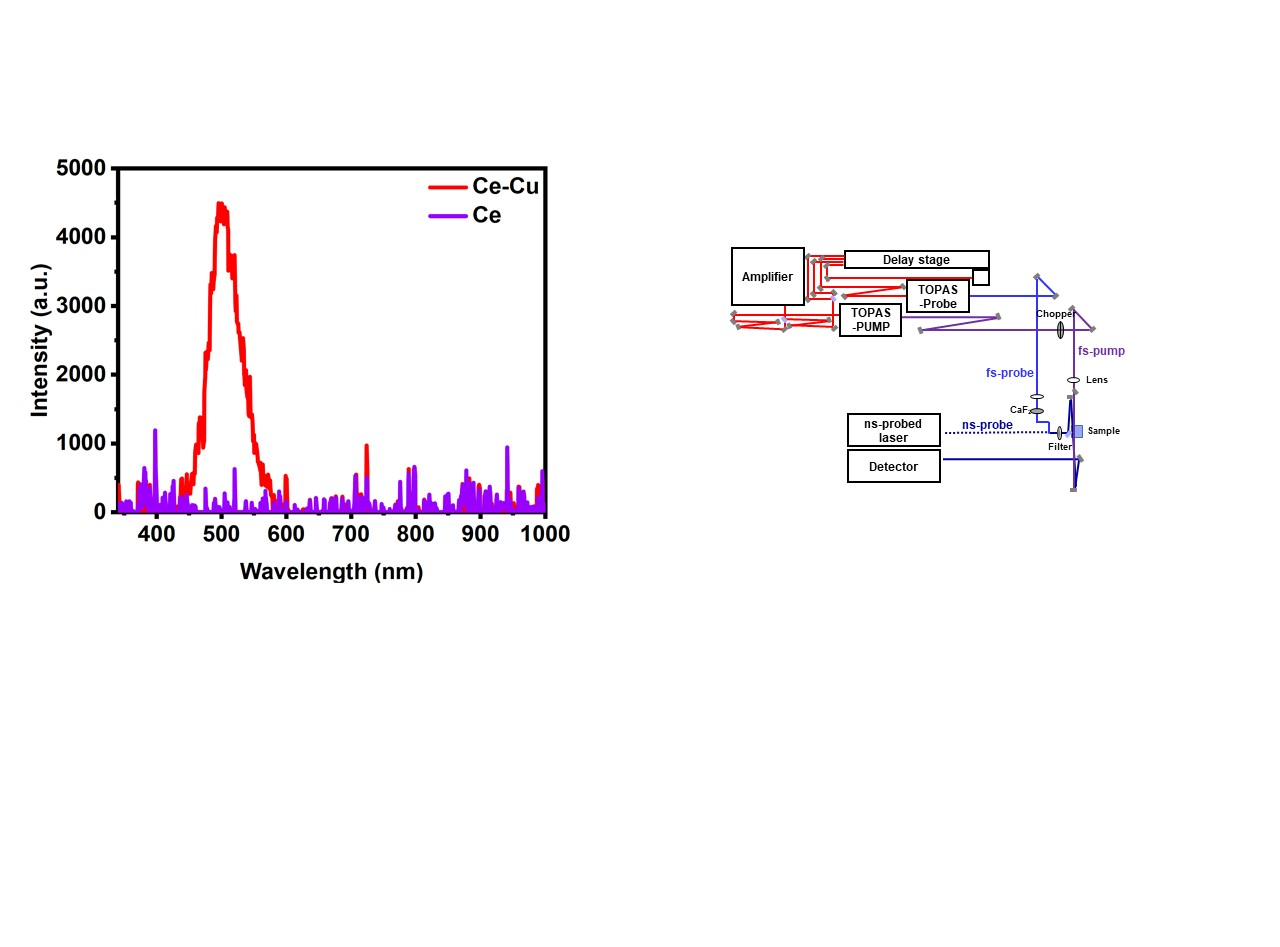 5000
4000
3000
2000
1000
0
Intensity (a.u.)
400 500 600 700 800 900 1000
Wavelength (nm)
Ce-Cu
Ce
Amplifier
Delay stage
TOPAS
-Probe
TOPAS
-PUMP
Chopper
fs-pump
fs-probe
Lens
CaF2
ns-probed
laser
ns-probe
Sample
Filter
Detector